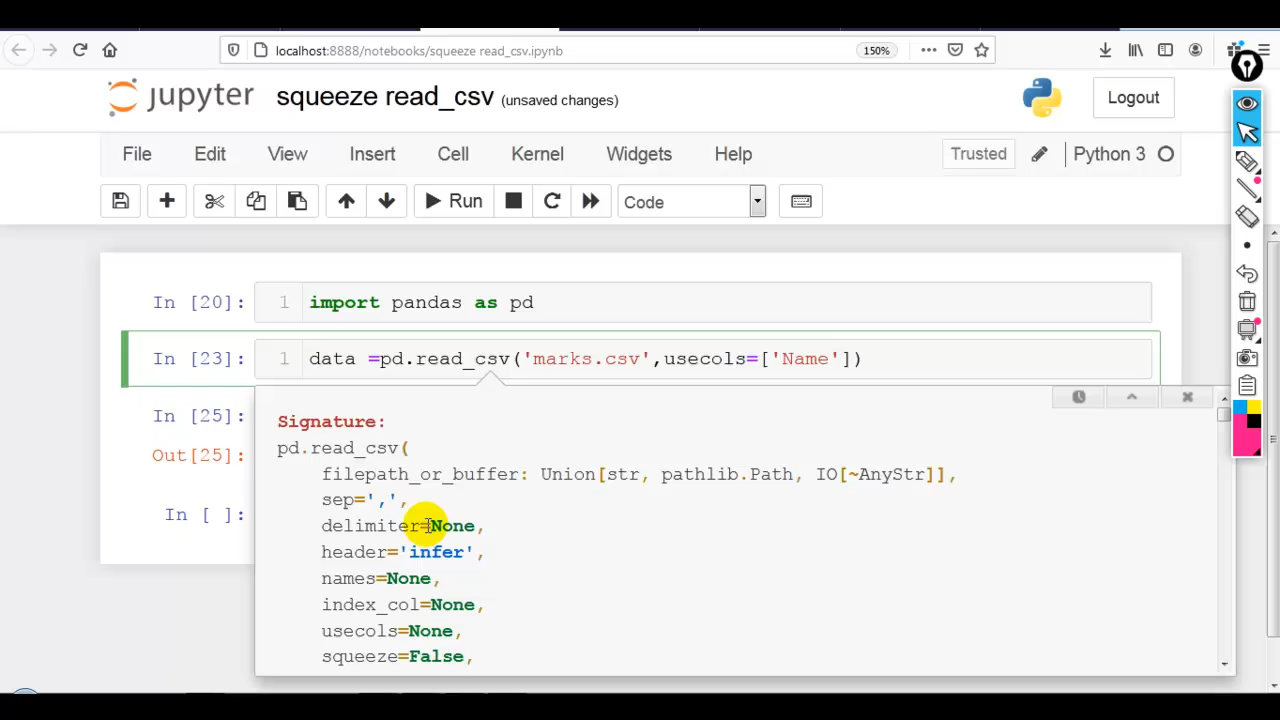 localhost:8888/notebooks/squeeze read_csv.ipynb
150%
jupyter squeeze read_csv (unsaved changes)
Logout
File Edit View Insert Cell Kernel Widgets Help
Trusted
Python 3
Run
Code
In [20]:
1 import pandas as pd
In [23]:
1 data =pd.read_csv('marks.csv',usecols=['Name'])
In [25]:
Out[25]:
In [ ]:
Signature:
pd.read_csv(
filepath_or_buffer: Union[str, pathlib.Path, IO[~AnyStr]],
sep=',',
delimiter=None,
header='infer',
names=None,
index_col=None,
usecols=None,
squeeze=False,